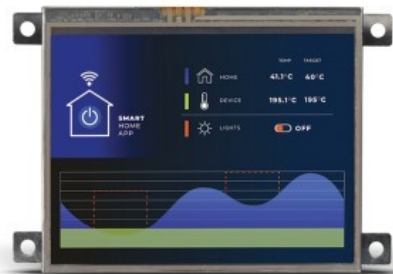 TEMP TARGET
HOME 41.1°C 40°C
DEVICE 195.1°C 195°C
LIGHTS OFF
SMART
HOME
APP